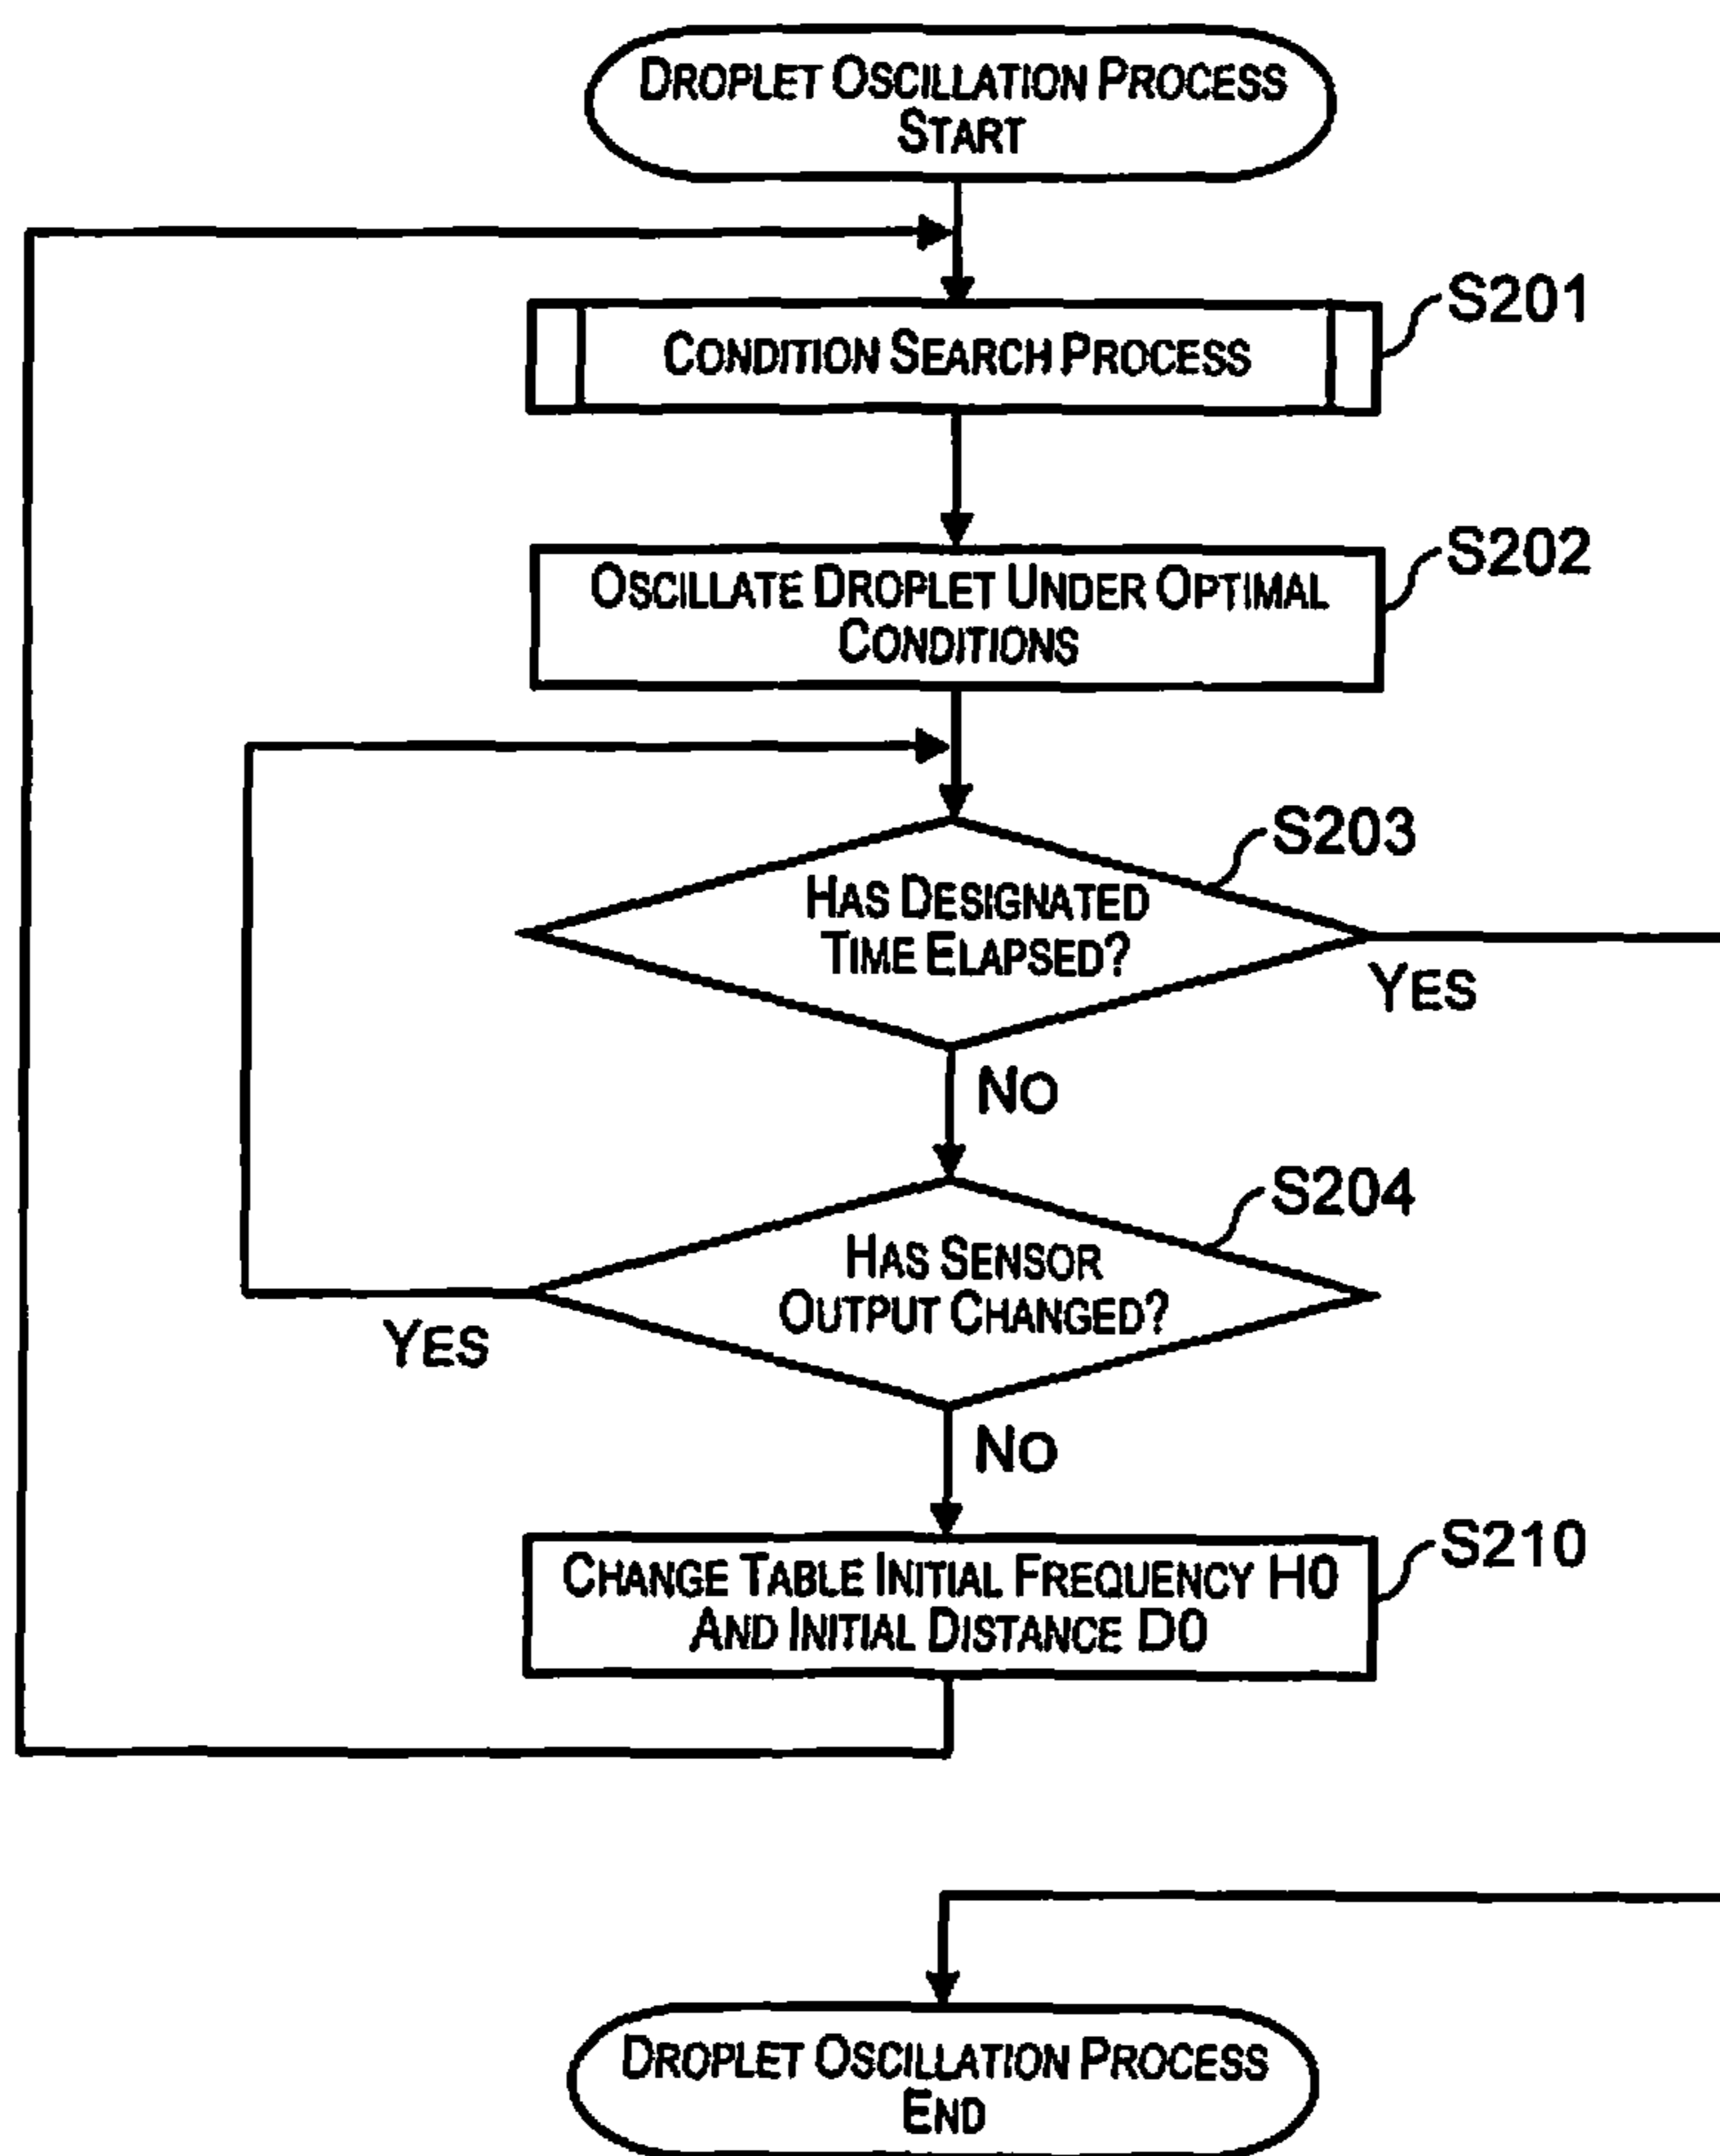 DROPLET OSCILLATION PROCESS
START
CONDITION SEARCH PROCESS
S201
OSCILLATE DROPLET UNDER OPTIMAL
CONDITIONS
S202
HAS DESIGNATED
TIME ELAPSED?
S203
YES
NO
HAS SENSOR
OUTPUT CHANGED?
S204
YES
NO
CHANGE TABLE INITIAL FREQUENCY H0
AND INITIAL DISTANCE D0
S210
DROPLET OSCILLATION PROCESS
END